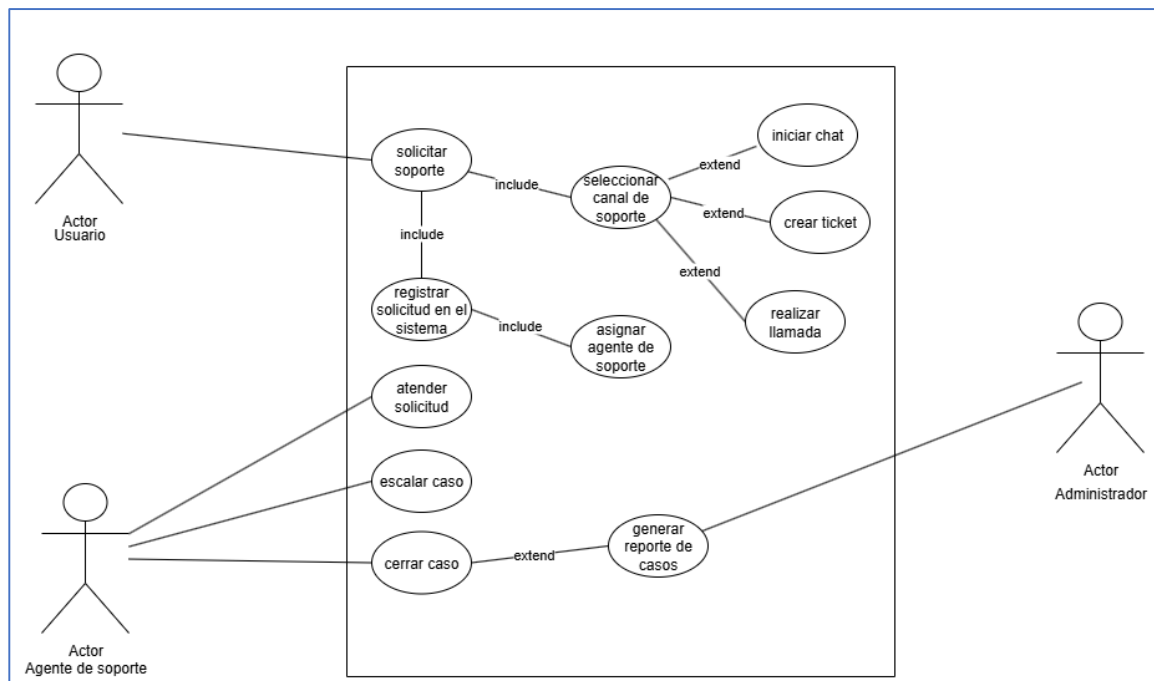 Actor
Usuario
solicitar
soporte
include
seleccionar
canal de
soporte
extend
iniciar chat
extend
crear ticket
extend
realizar
llamada
include
registrar
solicitud en el
sistema
include
asignar
agente de
soporte
atender
solicitud
escalar caso
cerrar caso
extend
generar
reporte de
casos
Actor
Administrador
Actor
Agente de soporte